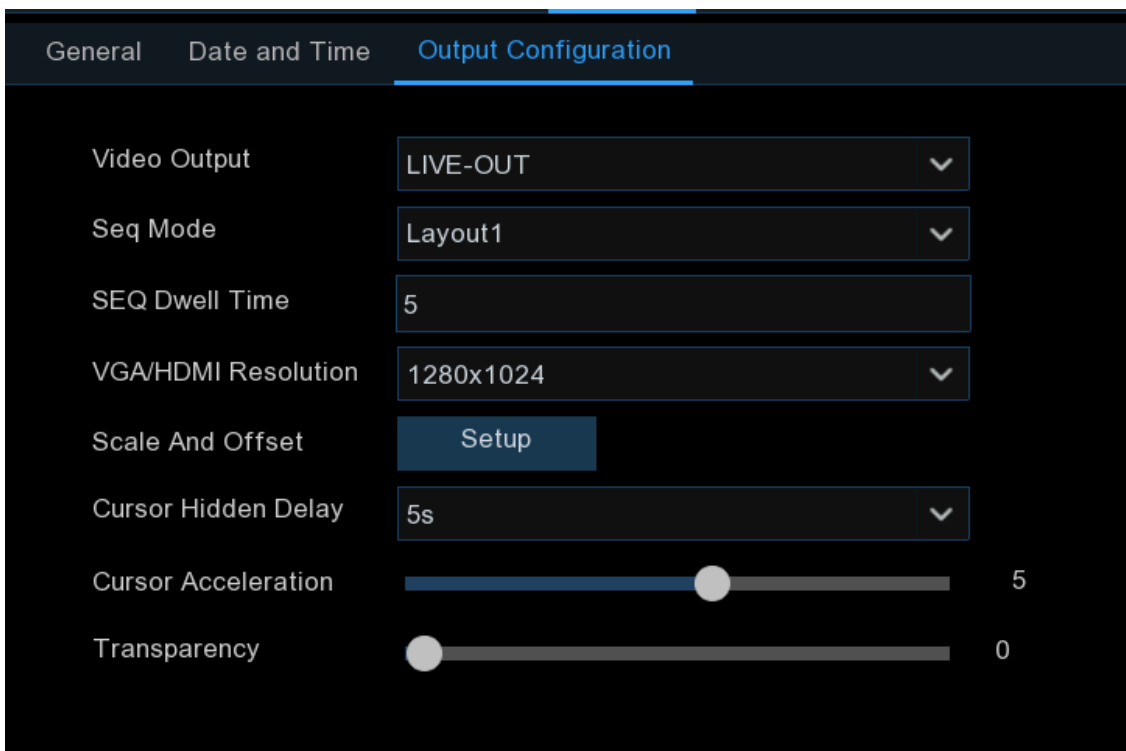 General Date and Time Output Configuration
Video Output LIVE-OUT
Seq Mode Layout1
SEQ Dwell Time 5
VGA/HDMI Resolution 1280x1024
Scale And Offset Setup
Cursor Hidden Delay 5s
Cursor Acceleration 5
Transparency 0